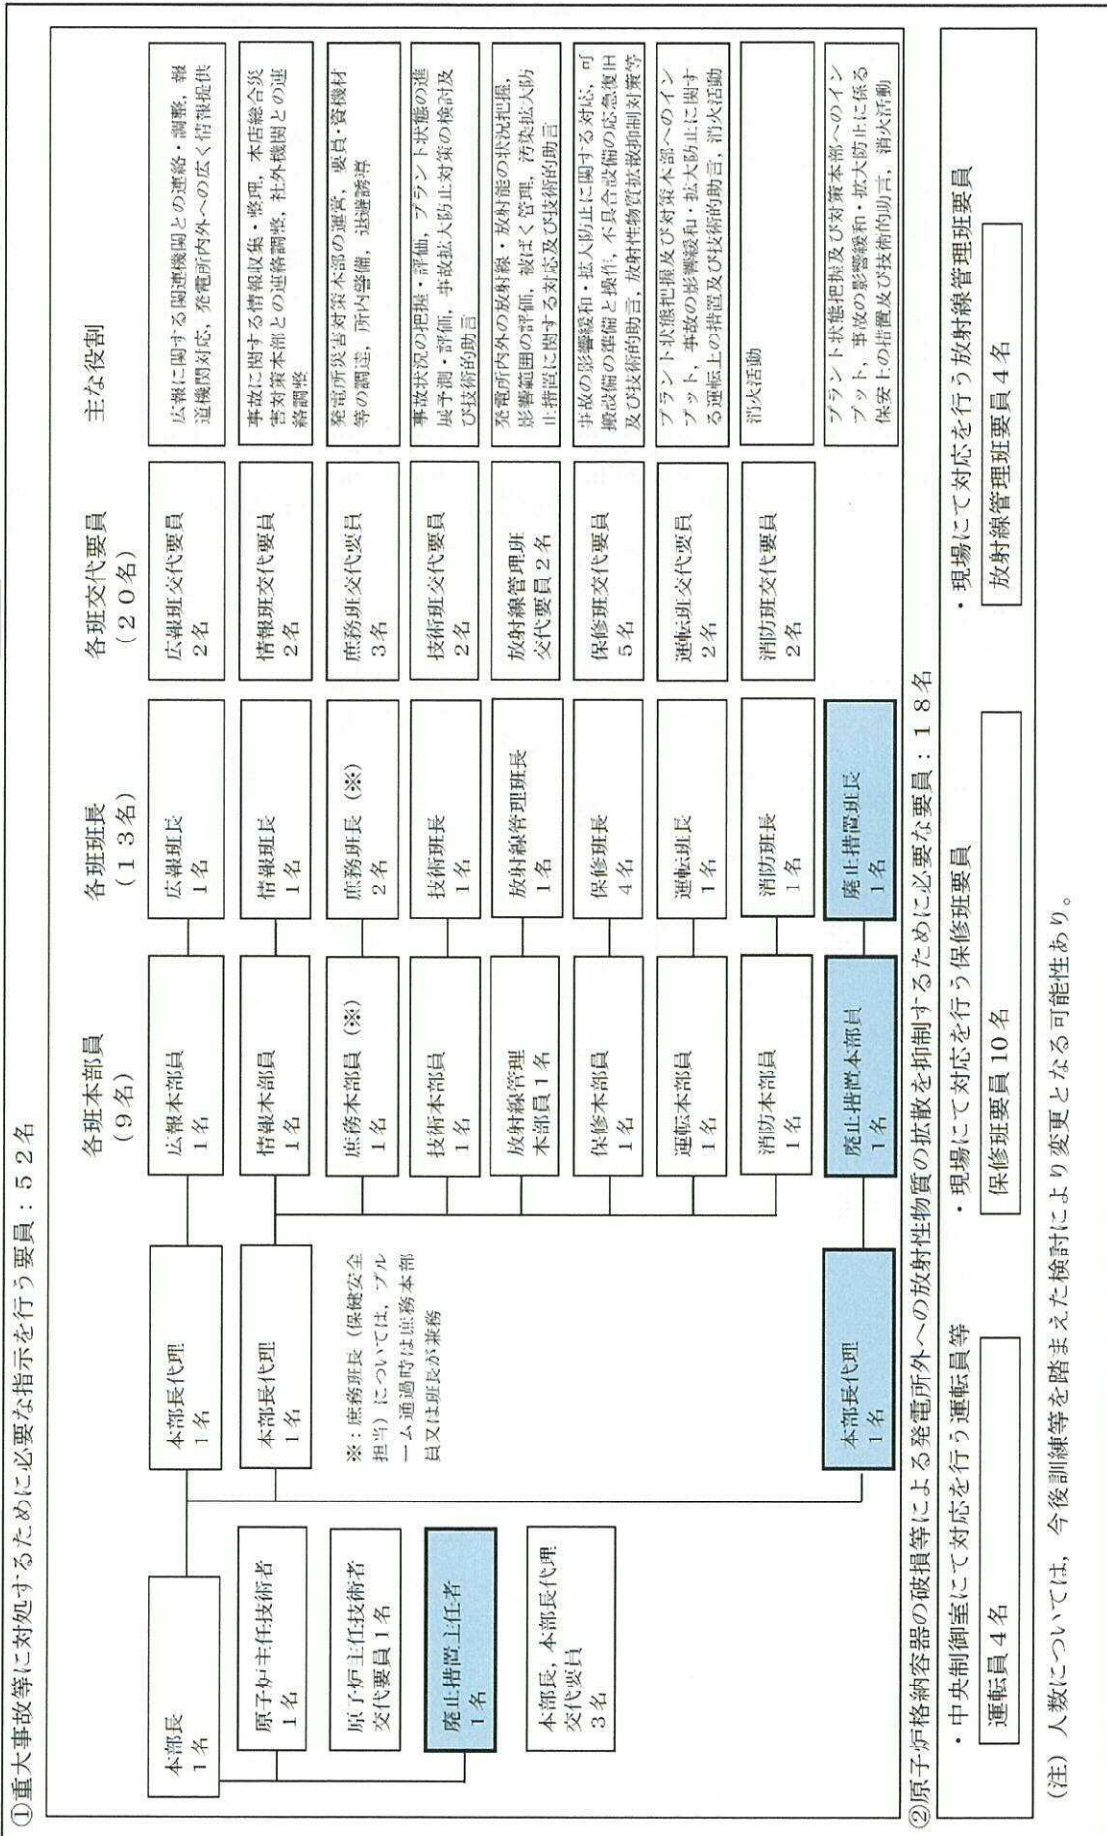 ①重大事故等に対処するために必要な指示を行う要員：５２名
本部長
１名
原子炉主任技術者
１名
原子炉主任技術者
交代要員１名
廃止措置主任者
１名
本部長，本部長代理
交代要員
３名
本部長代理
１名
本部長代理
１名
※：庶務班長（保健安全
担当）については，プル
ーム通過時は庶務本部
員又は班長が兼務
本部長代理
１名
各班本部員
（９名）
広報本部員
１名
情報本部員
１名
庶務本部員（※）
１名
技術本部員
１名
放射線管理
本部員１名
保修本部員
１名
運転本部員
１名
消防本部員
１名
廃止措置本部員
１名
各班班長
（１３名）
広報班長
１名
情報班長
１名
庶務班長（※）
２名
技術班長
１名
放射線管理班長
１名
保修班長
４名
運転班長
１名
消防班長
１名
廃止措置班長
１名
各班交代要員
（２０名）
広報班交代要員
２名
情報班交代要員
２名
庶務班交代要員
３名
技術班交代要員
２名
放射線管理班
交代要員２名
保修班交代要員
５名
運転班交代要員
２名
消防班交代要員
２名
主な役割
広報に関する関連機関との連絡・調整，報
道機関対応，発電所内外への広く情報提供
事故に関する情報収集・整理，本店総合災
害対策本部との連絡調整，社外機関との連
絡調整
発電所災害対策本部の運営，要員・資機材
等の調達，所内警備，退避誘導
事故状況の把握・評価，プラント状態の進
展予測・評価，事故拡大防止対策の検討及
び技術的助言
発電所内外の放射線・放射能の状況把握，
影響範囲の評価，被ばく管理，汚染拡大防
止措置に関する対応及び技術的助言
事故の影響緩和・拡大防止に関する対応，可
搬設備の準備と操作，不具合設備の応急復旧
及び技術的助言，放射性物質拡散抑制対策等
プラント状態把握及び対策本部へのイン
プット，事故の影響緩和・拡大防止に関す
る運転上の措置及び技術的助言，消火活動
消火活動
プラント状態把握及び対策本部へのイン
プット，事故の影響緩和・拡大防止に係る
保安上の措置及び技術的助言，消火活動
②原子炉格納容器の破損等による発電所外への放射性物質の拡散を抑制するために必要な要員：１８名
・中央制御室にて対応を行う運転員等
運転員４名
・現場にて対応を行う保修班要員
保修班要員10名
・現場にて対応を行う放射線管理班要員
放射線管理班要員４名
（注）人数については，今後訓練等を踏まえた検討により変更となる可能性あり。